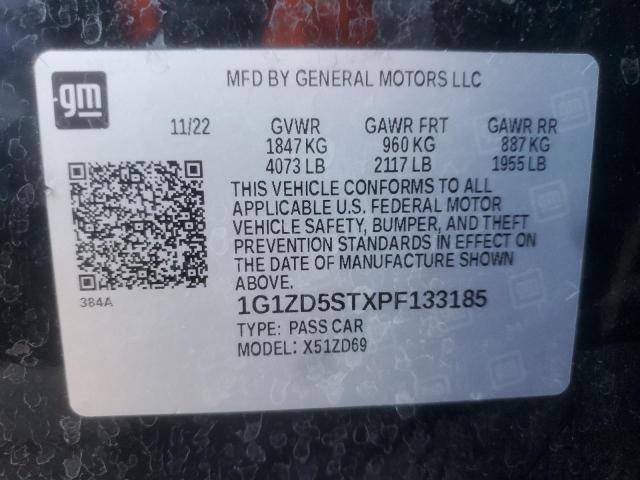 gm
MFD BY GENERAL MOTORS LLC
11/22 GVWR GAWR FRT GAWR RR
1847 KG 960 KG 887 KG
4073 LB 2117 LB 1955 LB
THIS VEHICLE CONFORMS TO ALL
APPLICABLE U.S. FEDERAL MOTOR
VEHICLE SAFETY, BUMPER, AND THEFT
PREVENTION STANDARDS IN EFFECT ON
THE DATE OF MANUFACTURE SHOWN
ABOVE.
384A
1G1ZD5STXPF133185
TYPE: PASS CAR
MODEL: X51ZD69